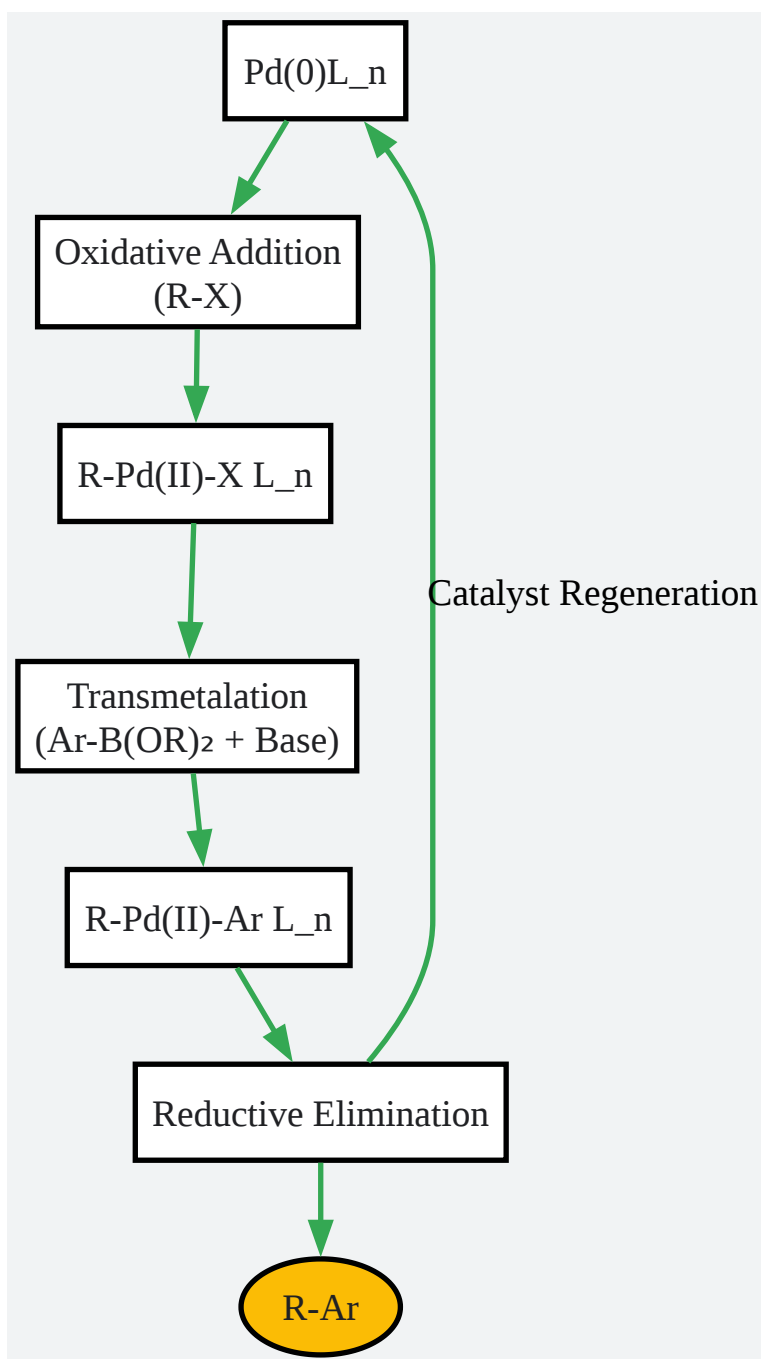 Pd(0)L_n
Oxidative Addition
(R-X)
R-Pd(II)-X L_n
Catalyst Regeneration
Transmetalation
(Ar-B(OR)₂ + Base)
R-Pd(II)-Ar L_n
Reductive Elimination
R-Ar